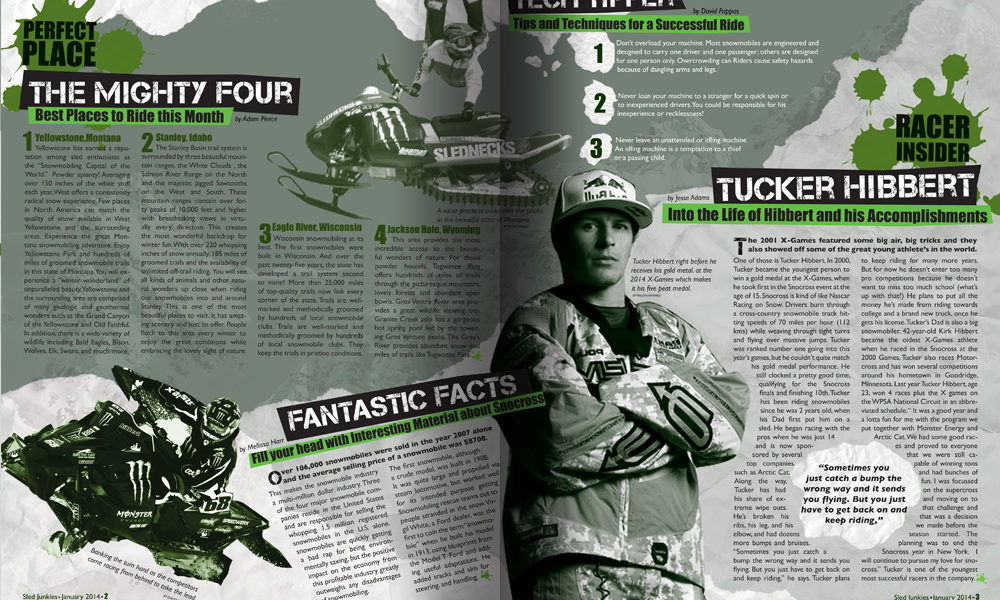 PERFECT
PLACE
THE MIGHTY FOUR
Best Places to Ride this Month
by Adam Pierce
1 Yellowstone, Montana
Yellowstone has earned a repu-
tation among sled enthusiasts as
the "Snowmobiling Capital of the
World." Powder aplenty! Averaging
over 150 inches of the white stuff
each year, West offers a consistently
radical snow experience. Few places
in North America can match the
quality of snow available in West
Yellowstone and the surrounding
areas. Experience the great Mon-
tana snowmobiling adventure. Enjoy
Yellowstone Park and hundreds of
miles of groomed snowmobile trails
in this state of Montana. You will ex-
perience a "winter wonderland" of
unparalleled beauty. Yellowstone and
the surrounding area are comprised
of many geologic and geothermal
wonders such as the Grand Canyon
of the Yellowstone and Old Faithful.
In addition, there is a wide variety of
wildlife including Bald Eagles, Bison,
Wolves, Elk, Swans, and much more.
2 Stanley, Idaho
The Stanley Basin trail system is
surrounded by three beautiful moun-
tain ranges, the White Clouds , the
Salmon River Range on the North
and the majestic jagged Sawtooths
on the West and South. These
mountain ranges contain over for-
ty peaks of 10,000 feet and higher
with breathtaking views in virtu-
ally every direction. This creates
the most wonderful backdrop for
winter fun. With over 220 whopping
inches of snow annually, 185 miles of
groomed trails and the availability of
unlimited off-trail riding. You will see
all kinds of animals and other natu-
ral wonders up close when riding
our snowmobiles into and around
Stanley. This is one of the most
beautiful places to visit. It has amaz-
ing scenery and lost to offer. People
flock to this area every winter to
enjoy the great conditions while
embracing the lovely sight of nature.
3 Eagle River, Wisconsin
Wisconsin snowmobiling at its
best. The first snowmobiles were
built in Wisconsin. And over the
past twenty-five years, the state has
developed a trail system second
to none! More than 25,000 miles
of top-quality trails now link every
corner of the state. Trails are well-
marked and methodically groomed
by hundreds of local snowmobile
clubs. Trails are well-marked and
methodically groomed by hundreds
of local snowmobile clubs. They
keep the trails in pristine conditions.
4 Jackson Hole, Wyoming
This area provides the most
incredible access to the beauti-
ful wonders of nature. For those
powder hounds, Togwotee Pass
offers hundreds of miles of trails
through the picturesque mountains,
lovely forests, and abundant open
bowls. Gros Ventre River area pro-
vides a great wildlife viewing trip.
Granite Creek also has a gorgeous
hot spring pool fed by the tower-
ing Gros Ventre peaks. The Grey's
River provides abundant snow and
miles of trails like Togwotee Pass.
SLEDNECKS
A racer practices tricks over the peaks
in the beautiful state of Montana.
FANTASTIC FACTS
by Melissa Harr
Fill your head with Interesting Material about Snocross
Over 106,000 snowmobiles were sold in the year 2007 alone
and the average selling price of a snowmobile was $8700.
This makes the snowmobile industry
a multi-million dollar industry. Three
of the four major snowmobile com-
panies reside in the United States
and are responsible for selling the
whopping 1.5 million registered
snowmobiles in the U.S. alone.
snowmobiles are quickly getting
a bad rap for being environ-
mentally taxing, but the positive
impact on the economy from
this profitable industry greatly
outweighs any disadvantages
of snowmobiling.
The first snowmobile, although
a crude model, was built in 1908.
It was quite large and propelled via
steam locomotive, but worked well
for its intended purpose: getting
Snowmobiling rescue teams out to
people stranded in the snow. Vir-
gil White, a Ford dealer, was the
first to coin the term "snowmo-
bile" when he built his model
in 1913, using blueprints from
the Model T Ford and add-
ing useful adaptations. He
added tracks and skis for
steering, and handling.
MONSTER
68
Banking the turn hard as the competitors
come racing from behind to take the lead
Sled Junkies • January 2014 • 2
TECH TIPPER
by David Pappas
Tips and Techniques for a Successful Ride
1
Don't overload your machine. Most snowmobiles are engineered and
designed to carry one driver and one passenger; others are designed
for one person only. Overcrowding can Riders cause safety hazards
because of dangling arms and legs.
2
Never loan your machine to a stranger for a quick spin or
to inexperienced drivers. You could be responsible for his
inexperience or recklessness!
3
Never leave an unattended or idling machine.
An idling machine is a temptation to a thief
or a passing child.
RACER
INSIDER
by Jesse Adams
TUCKER HIBBERT
Into the Life of Hibbert and his Accomplishments
Tucker Hibbert right before he
receives his gold metal at the
2014 X-Games which makes
it his five peat medal.
The 2001 X-Games featured some big air, big tricks and they
also showed off some of the great young athlete's in the world.
One of those is Tucker Hibbert. In 2000,
Tucker became the youngest person to
win a gold medal at the X-Games, when
he took first in the Snocross event at the
age of 15. Snocross is kind of like Nascar
Racing on Snow. Drivers burn through
a cross-country snowmobile track hit-
ting speeds of 70 miles per hour (112
kms) while weaving through tight turns
and flying over massive jumps. Tucker
was ranked number one going into this
year's games, but he couldn't quite match
his gold medal performance. He
still clocked a pretty good time,
qualifying for the Snocross
finals and finishing 10th. Tucker
has been riding snowmobiles
since he was 2 years old, when
his Dad first put him on a
sled. He began racing with the
pros when he was just 14
and is now spon-
sored by several
top companies,
such as Arctic Cat.
Along the way,
Tucker has had
his share of ex-
treme wipe outs.
He's broken his
ribs, his leg, and his
elbow, and had dozens
more bumps and bruises.
"Sometimes you just catch a
bump the wrong way and it sends you
flying. But you just have to get back on
and keep riding," he says. Tucker plans
to keep riding for many more years.
But for now he doesn't enter too many
pro competitions because he doesn't
want to miss too much school (what's
up with that!) He plans to put all the
money he's made from riding towards
college and a brand new truck, once he
gets his license. Tucker's Dad is also a big
snowmobiler. 42-year-old Kirk Hibbert
became the oldest X-Games athlete
when he raced in the Snocross at the
2000 Games. Tucker also races Motor-
cross and has won several competitions
around his hometown in Goodridge,
Minnesota. Last year Tucker Hibbert, age
23, won 4 races plus the X games on
the WPSA National Circuit in an abbre-
viated schedule. " It was a good year and
a lotta fun for me with the program we
put together with Monster Energy and
Arctic Cat. We had some good rac-
es and proved to everyone
that we were still ca-
pable of winning tons
and had bunches of
fun. I was focussed
on the supercross
and moving on to
that challenge and
that was a decision
we made before the
season started. The
planning was to end the
Snocross year in New York. I
will continue to pursue my love for sno-
cross." Tucker is one of the youngest
most successful racers in the company.
"Sometimes you
just catch a bump the
wrong way and it sends
you flying. But you just
have to get back on and
keep riding,"
Sled Junkies • January 2014 • 3